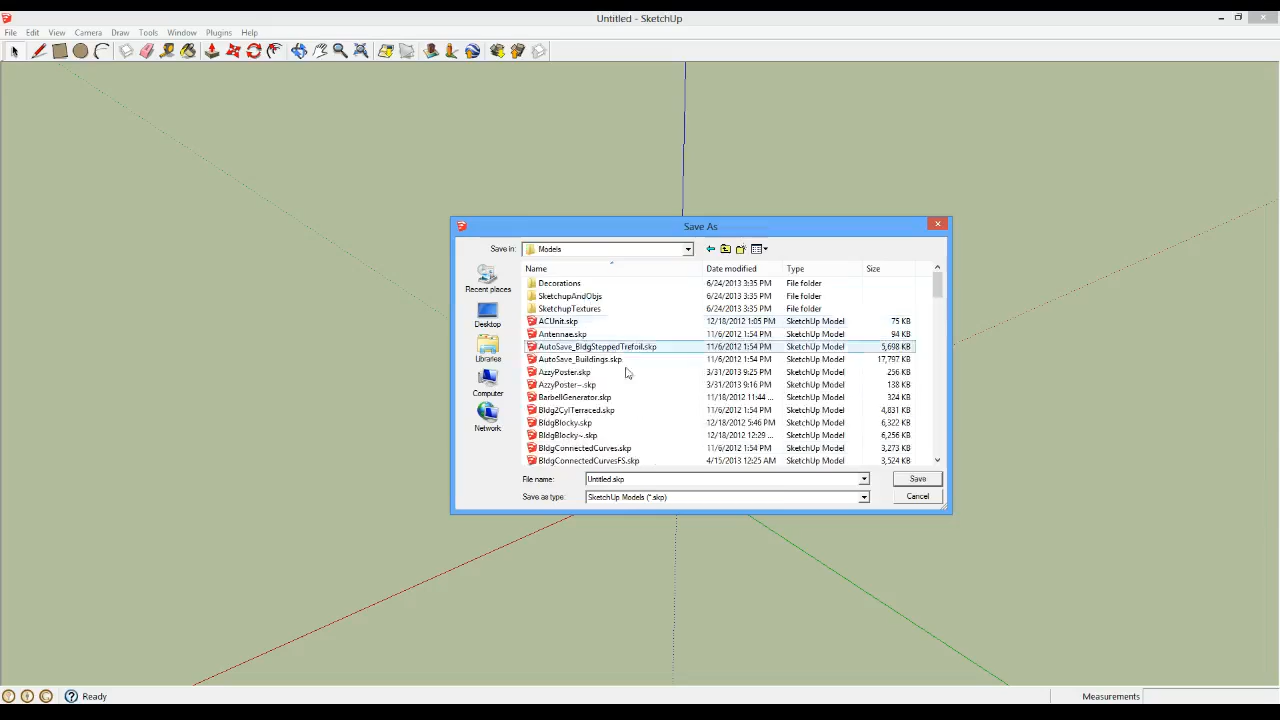 Untitled - SketchUp
File Edit View Camera Draw Tools Window Plugins Help
Save As
Save in: Models
Name Date modified Type Size
Recent places
Desktop
Libraries
Computer
Network
Decorations 6/24/2013 3:35 PM File folder
SketchupAndObjs 6/24/2013 3:35 PM File folder
SketchupTextures 6/24/2013 3:35 PM File folder
ACUnit.skp 12/18/2012 1:05 PM SketchUp Model 75 KB
Antennae.skp 11/6/2012 1:54 PM SketchUp Model 94 KB
AutoSave_BldgSteppedTrefoil.skp 11/6/2012 1:54 PM SketchUp Model 5,698 KB
AutoSave_Buildings.skp 11/6/2012 1:54 PM SketchUp Model 17,797 KB
AzzyPoster.skp 3/31/2013 9:25 PM SketchUp Model 256 KB
AzzyPoster~.skp 3/31/2013 9:16 PM SketchUp Model 138 KB
BarbellGenerator.skp 11/18/2012 11:44 ... SketchUp Model 324 KB
Bldg2CylTerraced.skp 11/6/2012 1:54 PM SketchUp Model 4,831 KB
BldgBlocky.skp 12/18/2012 5:46 PM SketchUp Model 6,322 KB
BldgBlocky~.skp 12/18/2012 12:29 ... SketchUp Model 6,256 KB
BldgConnectedCurves.skp 11/6/2012 1:54 PM SketchUp Model 3,273 KB
BldgConnectedCurvesFS.skp 4/15/2013 12:25 AM SketchUp Model 3,524 KB
File name: Untitled.skp Save
Save as type: SketchUp Models (*.skp) Cancel
Ready Measurements